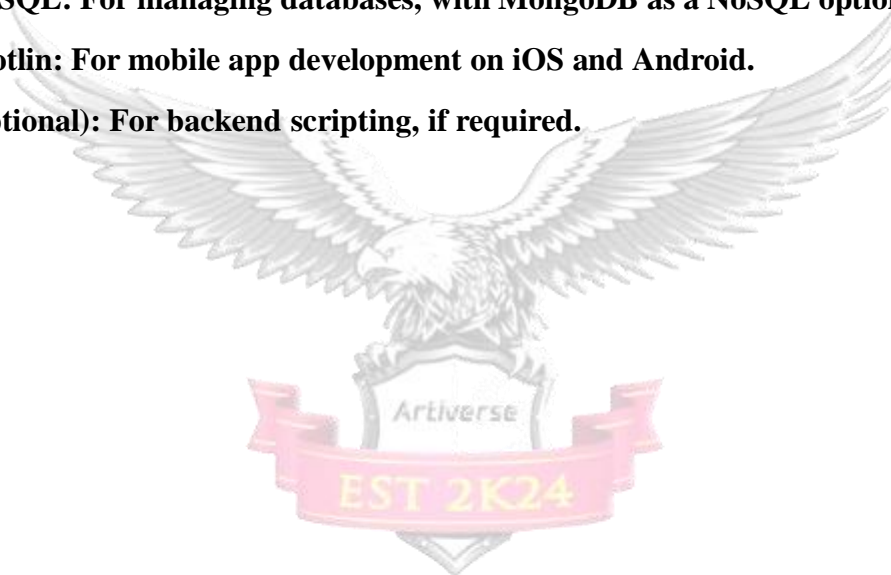 SQL: For managing databases, with MongoDB as a NoSQL option
otlin: For mobile app development on iOS and Android.
tional): For backend scripting, if required.
Artiverse
EST 2K24